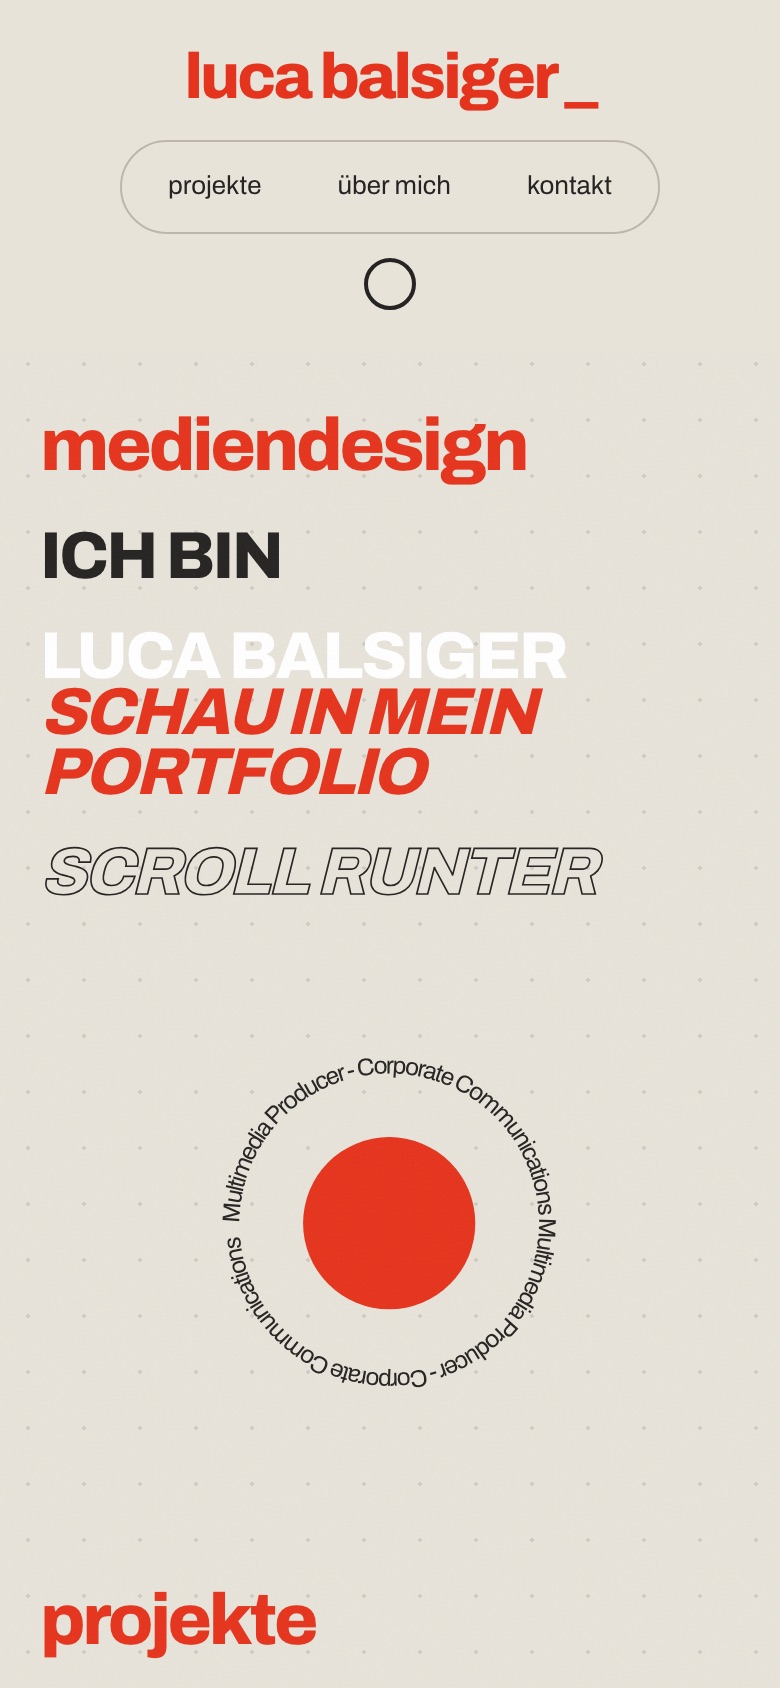 luca balsiger_
projekte über mich kontakt
mediendesign
ICH BIN
LUCA BALSIGER
SCHAU IN MEIN
PORTFOLIO
SCROLL RUNTER
Multimedia Producer - Corporate Communications Multimedia Producer - Corporate Communications
projekte